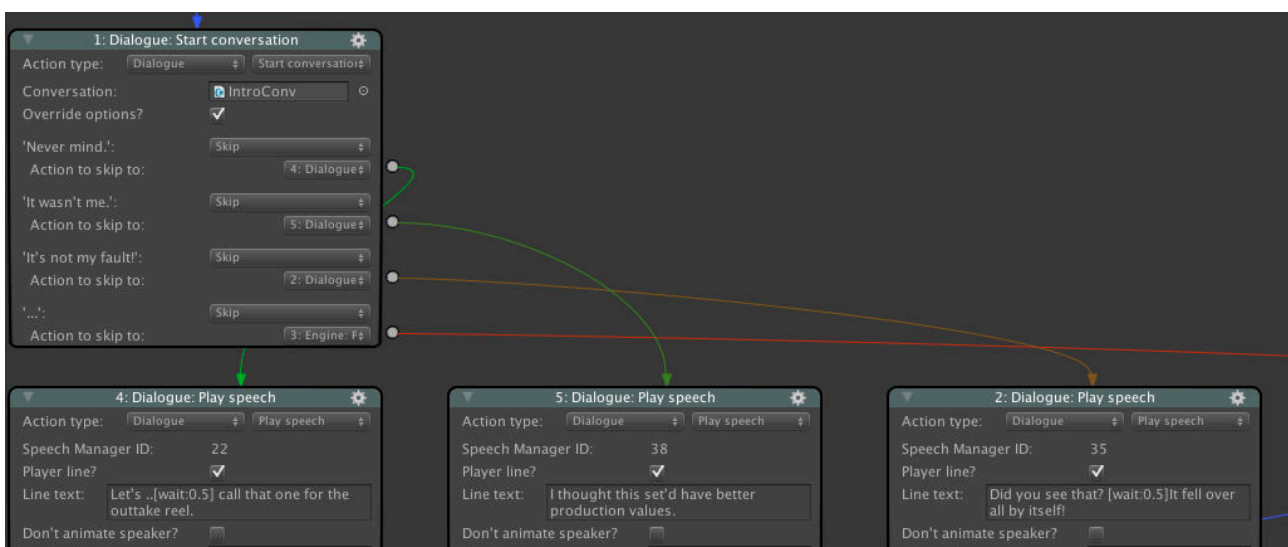 1: Dialogue: Start conversation
Action type: Dialogue Start conversation
Conversation: IntroConv
Override options?
'Never mind.': Skip
Action to skip to: 4: Dialogue
'It wasn't me.': Skip
Action to skip to: 5: Dialogue
'It's not my fault!': Skip
Action to skip to: 2: Dialogue
'...': Skip
Action to skip to: 3: Engine: F
4: Dialogue: Play speech
Action type: Dialogue Play speech
Speech Manager ID: 22
Player line?
Line text: Let's ..[wait:0.5] call that one for the
outtake reel.
Don't animate speaker?
5: Dialogue: Play speech
Action type: Dialogue Play speech
Speech Manager ID: 38
Player line?
Line text: I thought this set'd have better
production values.
Don't animate speaker?
2: Dialogue: Play speech
Action type: Dialogue Play speech
Speech Manager ID: 35
Player line?
Line text: Did you see that? [wait:0.5]It fell over
all by itself!
Don't animate speaker?